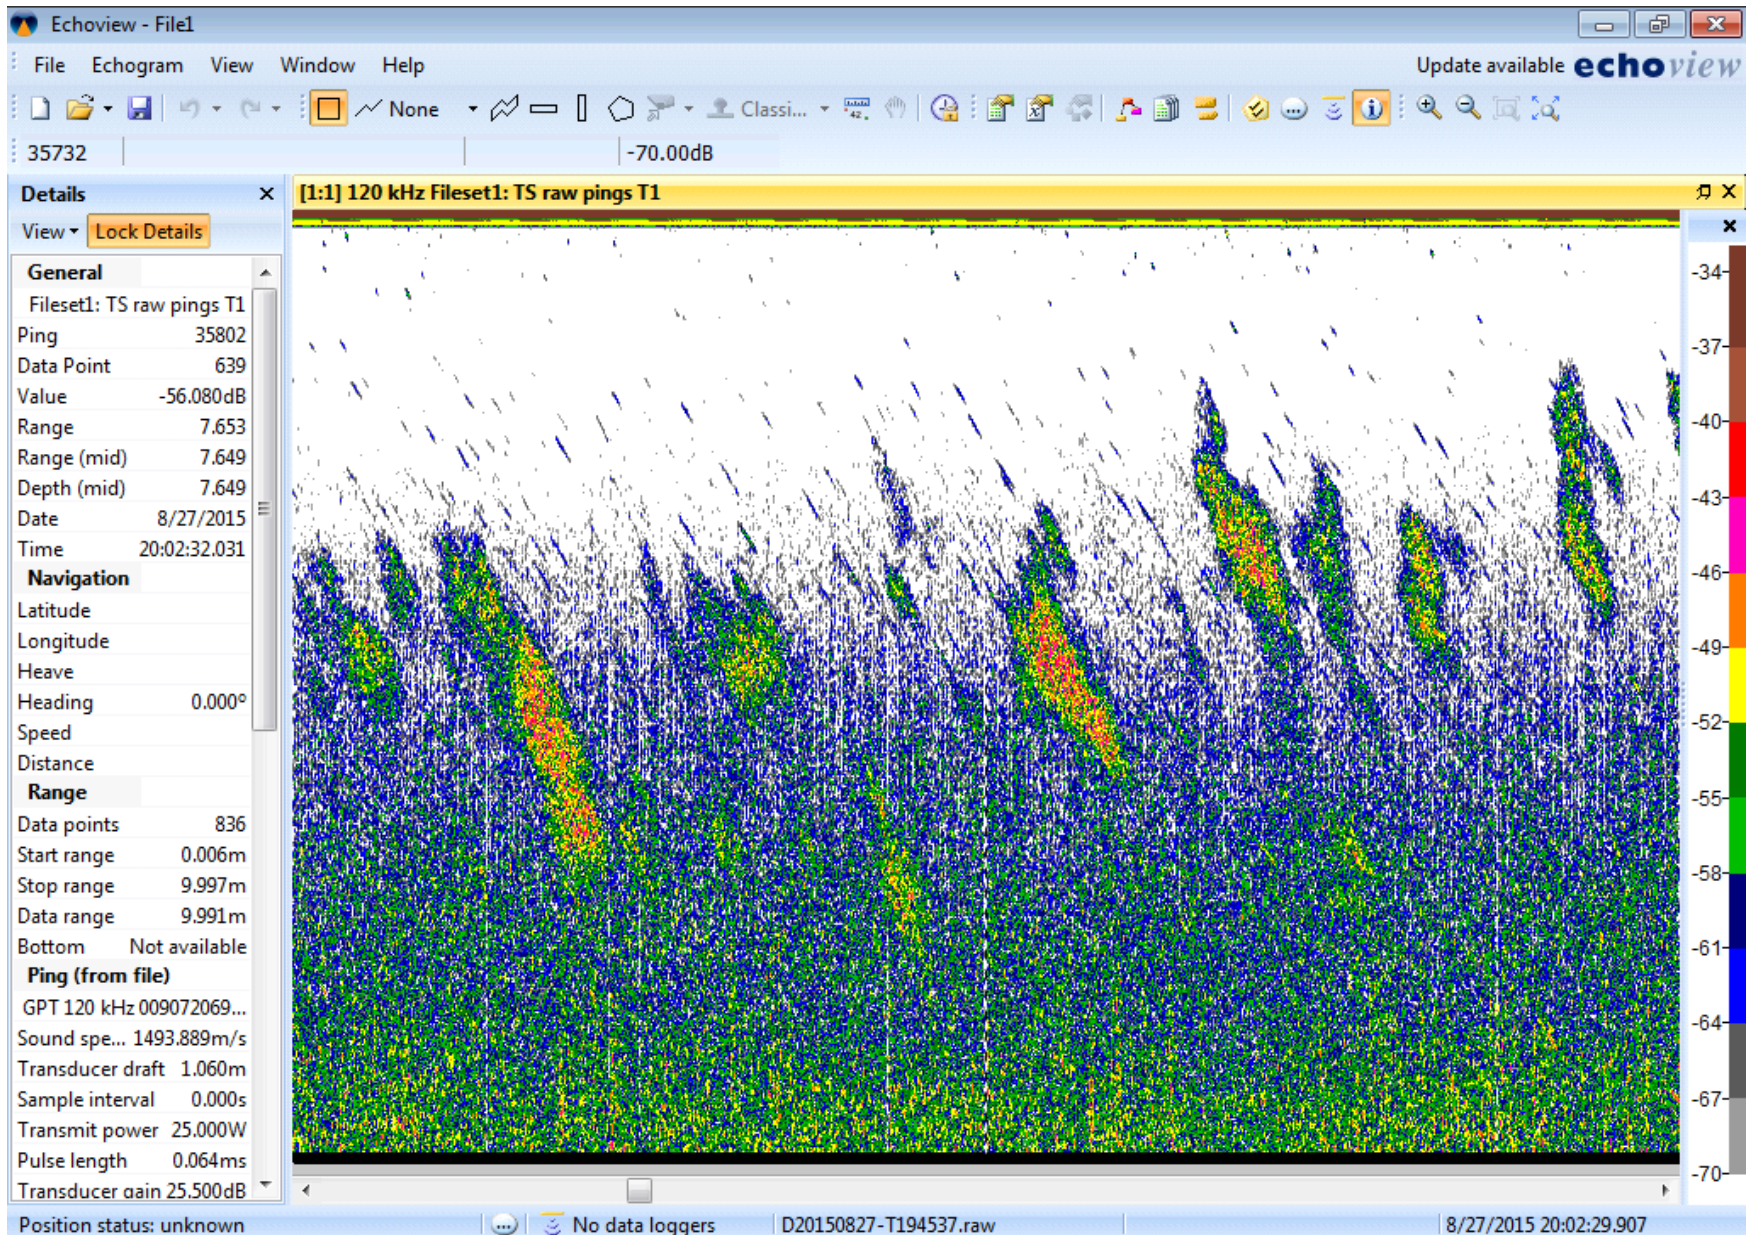 Echoview - File1
File Echogram View Window Help
Update available echoview
None Classi...
35732 -70.00dB
Details
[1:1] 120 kHz Fileset1: TS raw pings T1
View Lock Details
General
Fileset1: TS raw pings T1
Ping 35802
Data Point 639
Value -56.080dB
Range 7.653
Range (mid) 7.649
Depth (mid) 7.649
Date 8/27/2015
Time 20:02:32.031
Navigation
Latitude
Longitude
Heave
Heading 0.000º
Speed
Distance
Range
Data points 836
Start range 0.006m
Stop range 9.997m
Data range 9.991m
Bottom Not available
Ping (from file)
GPT 120 kHz 009072069...
Sound spe... 1493.889m/s
Transducer draft 1.060m
Sample interval 0.000s
Transmit power 25.000W
Pulse length 0.064ms
Transducer gain 25.500dB
-34
-37
-40
-43
-46
-49
-52
-55
-58
-61
-64
-67
-70
Position status: unknown No data loggers D20150827-T194537.raw 8/27/2015 20:02:29.907